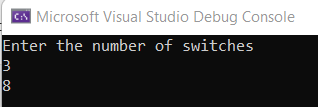 Microsoft Visual Studio Debug Console
Enter the number of switches
3
8